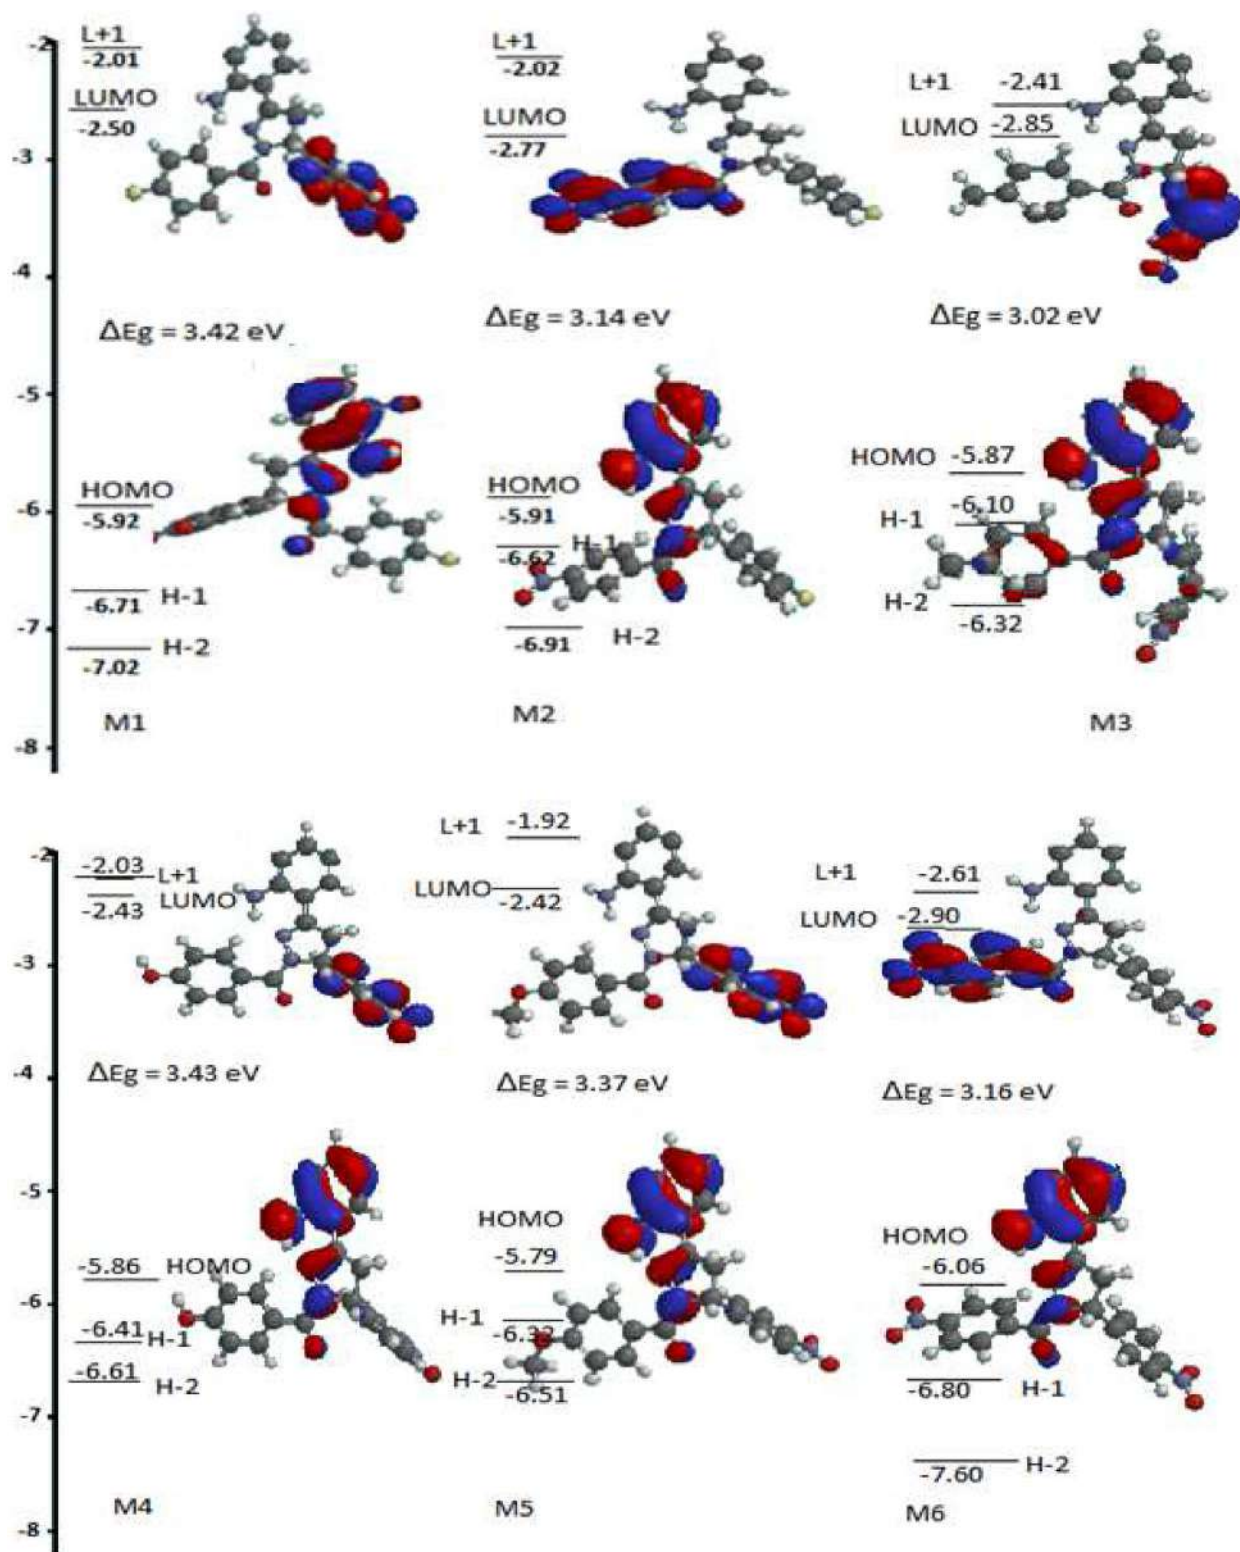 -2
L+1
-2.01
LUMO
-2.50
L+1
-2.02
LUMO
-2.77
L+1 -2.41
LUMO -2.85
-3
-4
ΔEg = 3.42 eV
ΔEg = 3.14 eV
ΔEg = 3.02 eV
-5
HOMO
-5.92
-6.71 H-1
-7.02 H-2
M1
HOMO
-5.91
H-1
-6.62
-6.91 H-2
M2
HOMO -5.87
-6.10
H-1
H-2
-6.32
M3
-6
-7
-8
-2
-2.03
L+1
LUMO
-2.43
L+1 -1.92
LUMO
-2.42
L+1
-2.61
LUMO -2.90
-3
ΔEg = 3.43 eV
ΔEg = 3.37 eV
ΔEg = 3.16 eV
-4
-5
-5.86 HOMO
-6.41 H-1
-6.61
H-2
M4
HOMO
-5.79
H-1
H-2
-6.51
M5
HOMO
-6.06
-6.80 H-1
-7.60 H-2
M6
-6
-7
-8